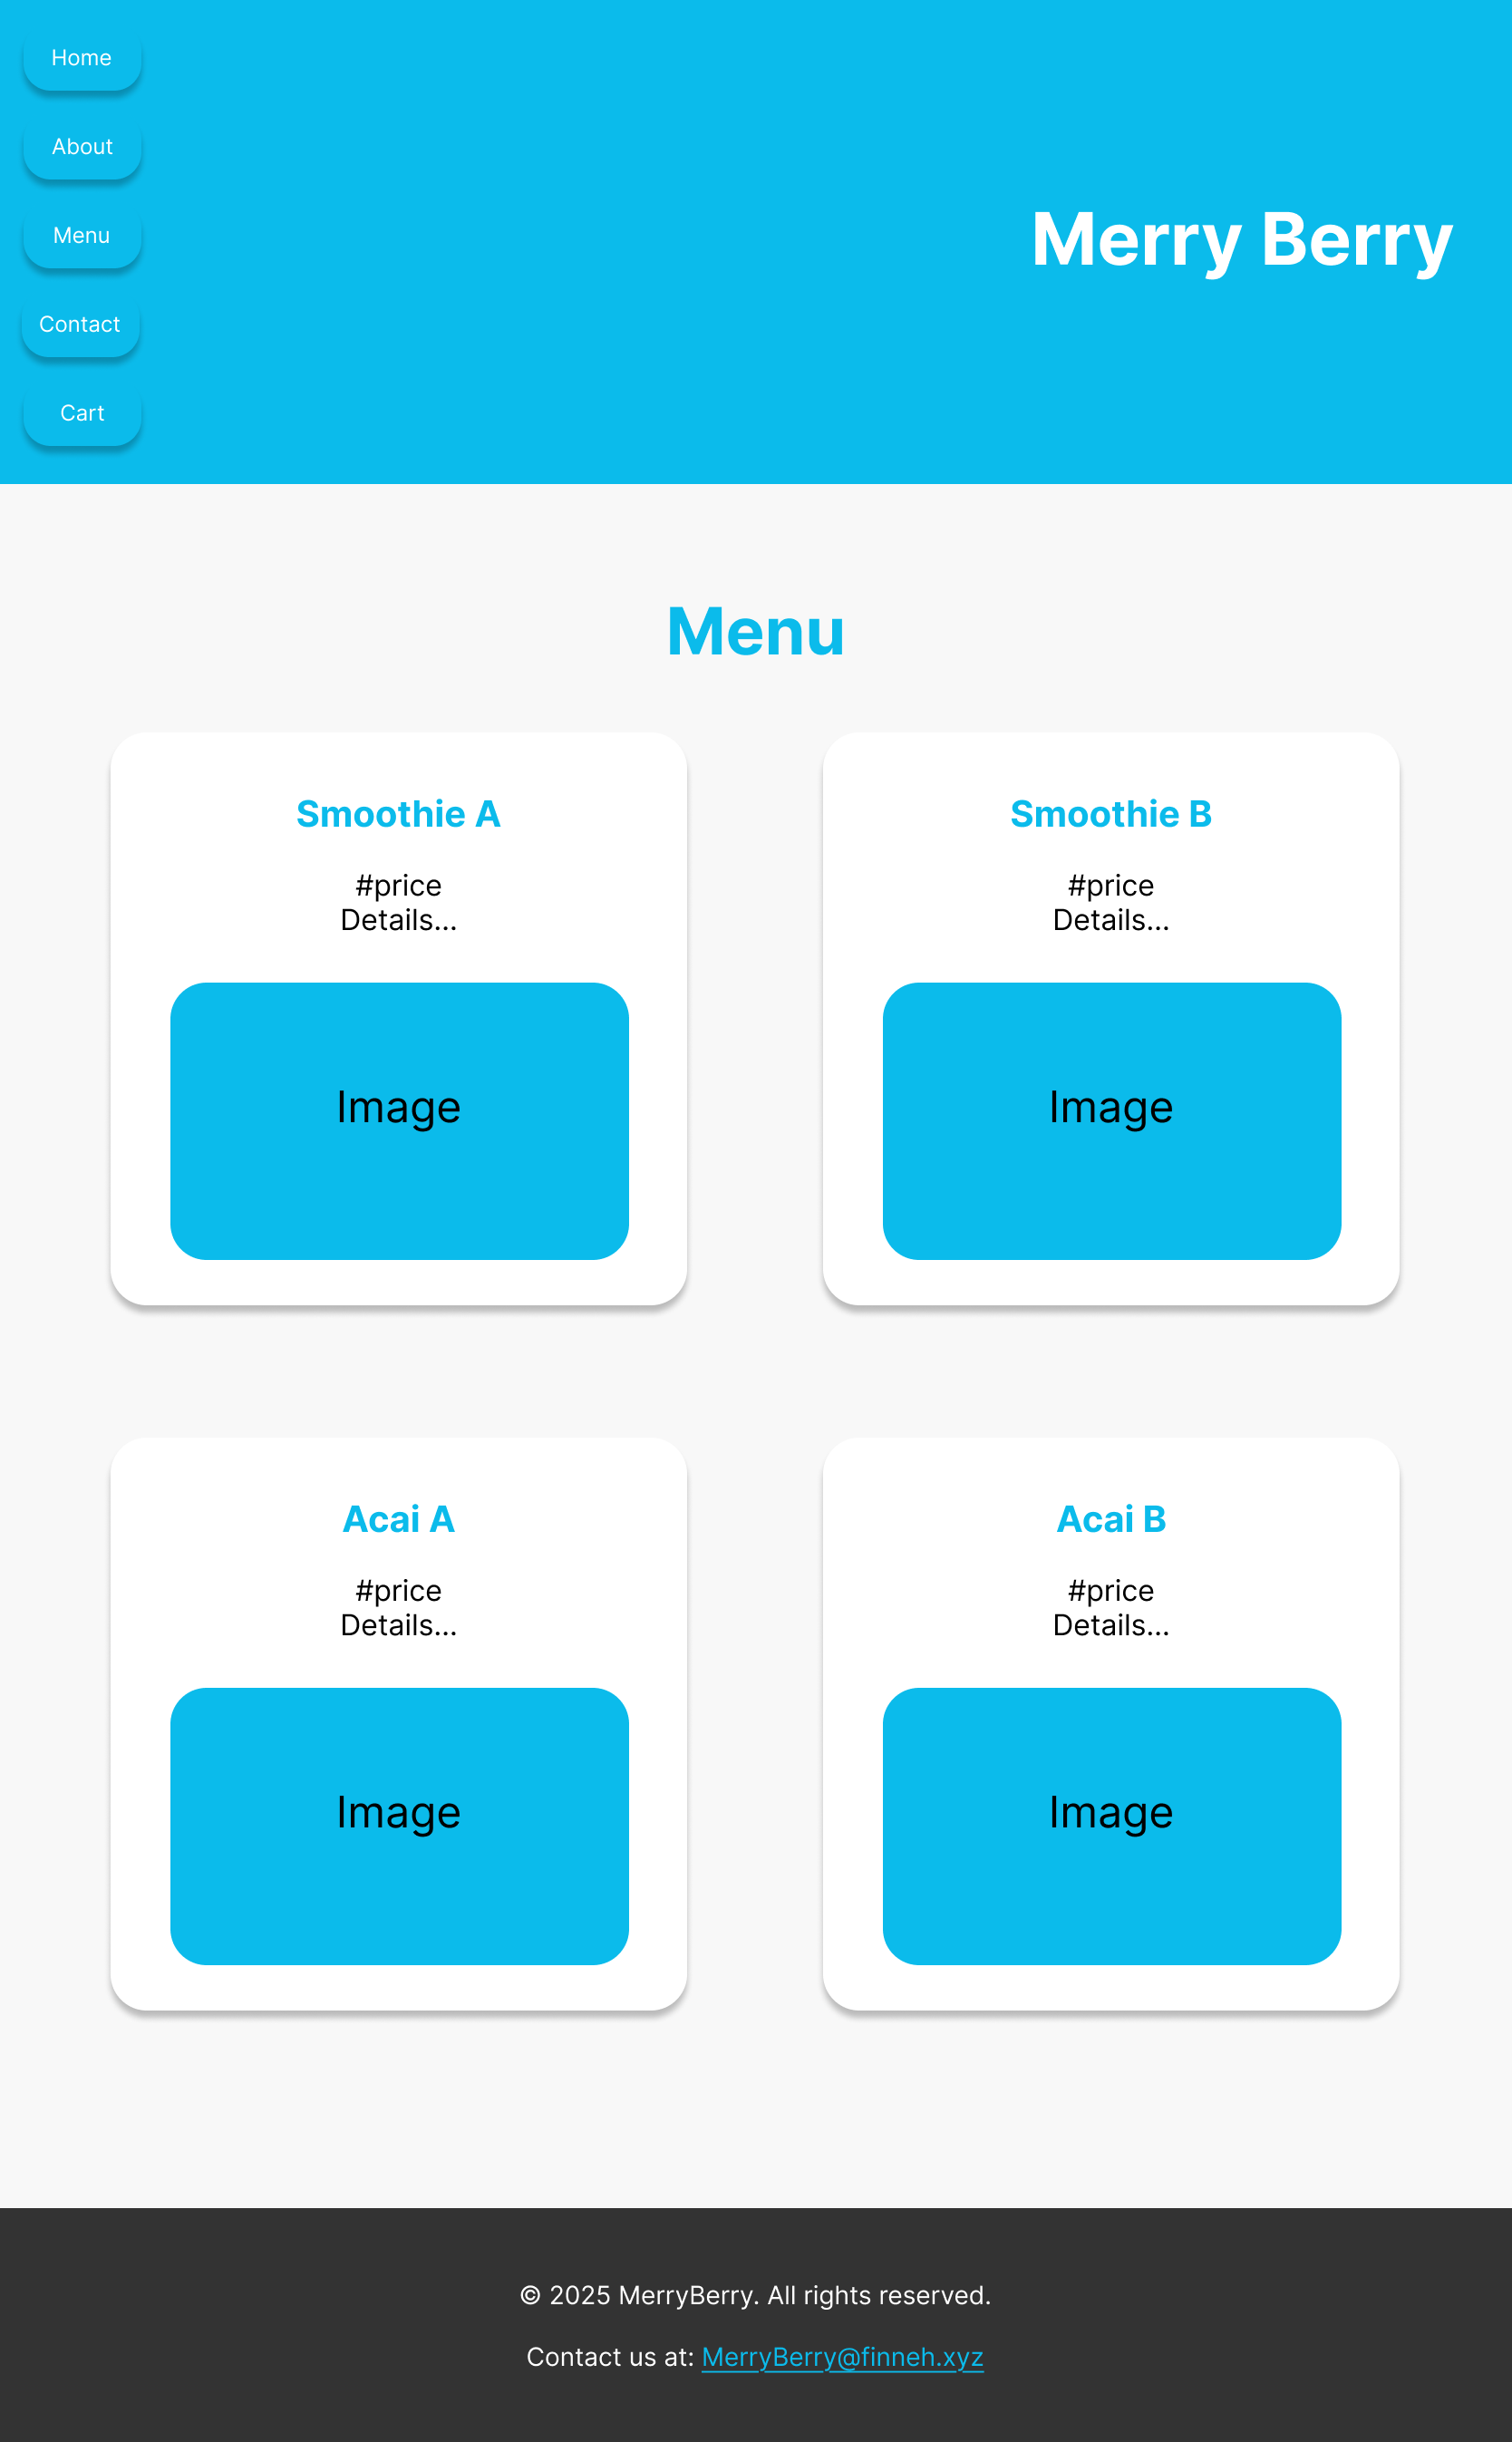 Home
About
Menu
Contact
Cart
Merry Berry
Menu
Smoothie A
#price
Details...
Image
Smoothie B
#price
Details...
Image
Acai A
#price
Details...
Image
Acai B
#price
Details...
Image
© 2025 MerryBerry. All rights reserved.
Contact us at: MerryBerry@finneh.xyz